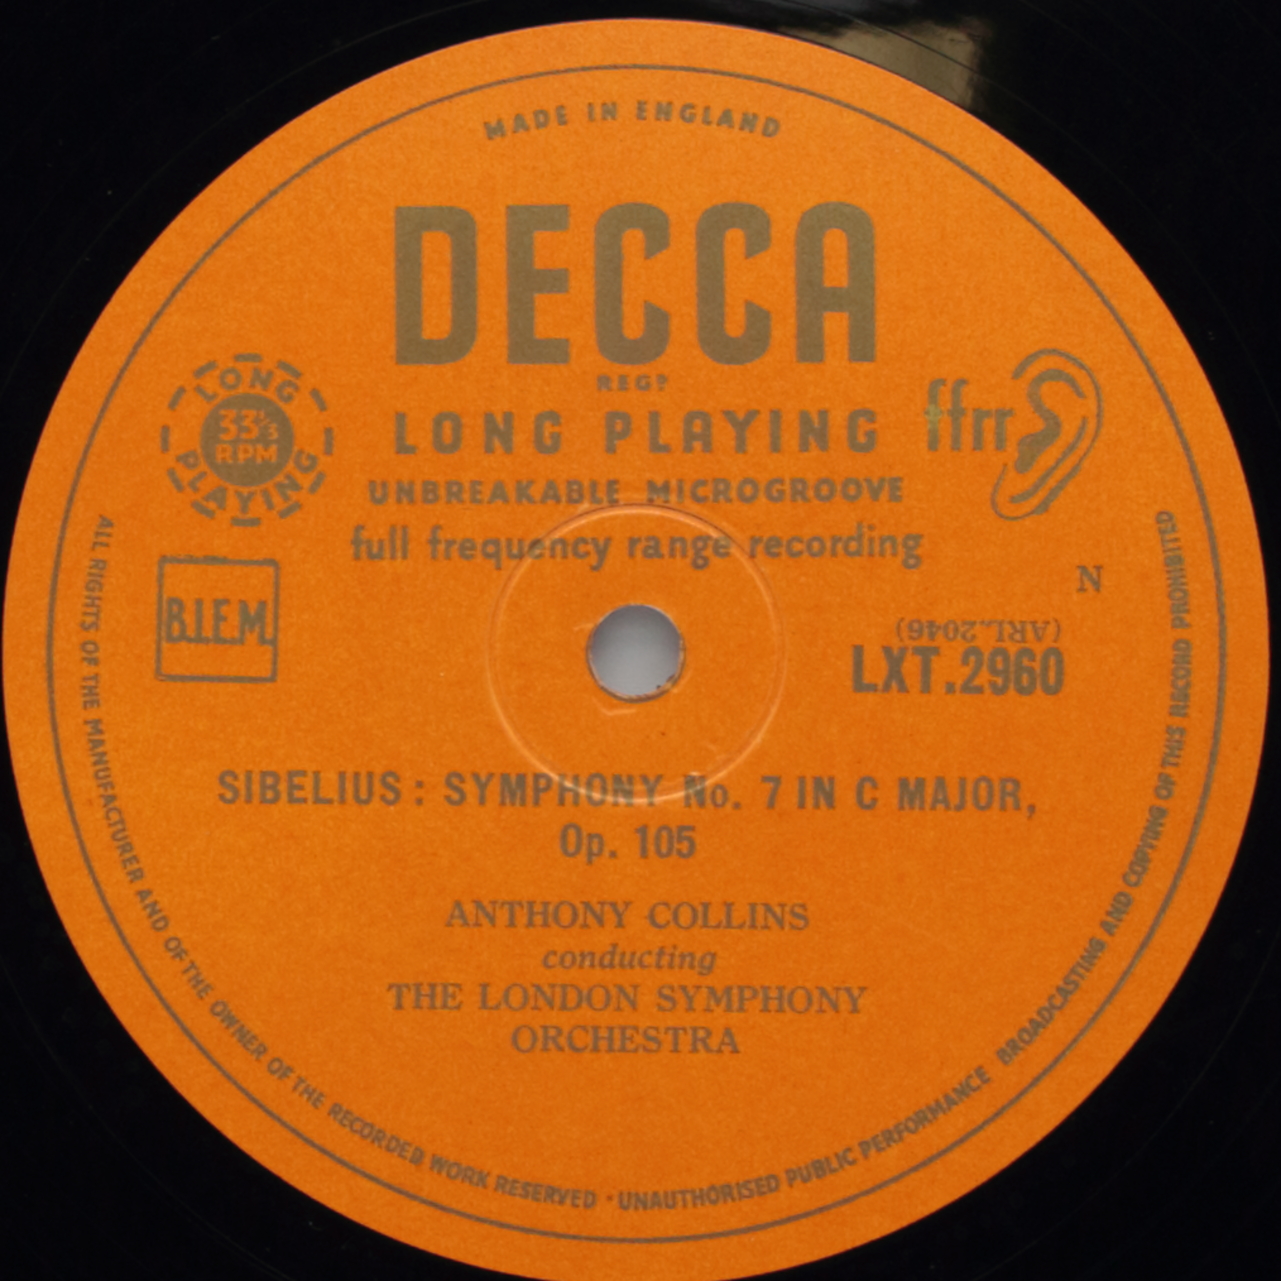 MADE IN ENGLAND
DECCA
REGD
LONG PLAYING
33⅓
RPM
LONG PLAYING
ffrr
UNBREAKABLE MICROGROOVE
full frequency range recording
B.I.E.M.
N
(ARL.2046)
LXT.2960
SIBELIUS : SYMPHONY No. 7 IN C MAJOR,
Op. 105
ANTHONY COLLINS
conducting
THE LONDON SYMPHONY
ORCHESTRA
ALL RIGHTS OF THE MANUFACTURER AND OF THE OWNER OF THE RECORDED WORK RESERVED · UNAUTHORISED PUBLIC PERFORMANCE BROADCASTING AND COPYING OF THIS RECORD PROHIBITED